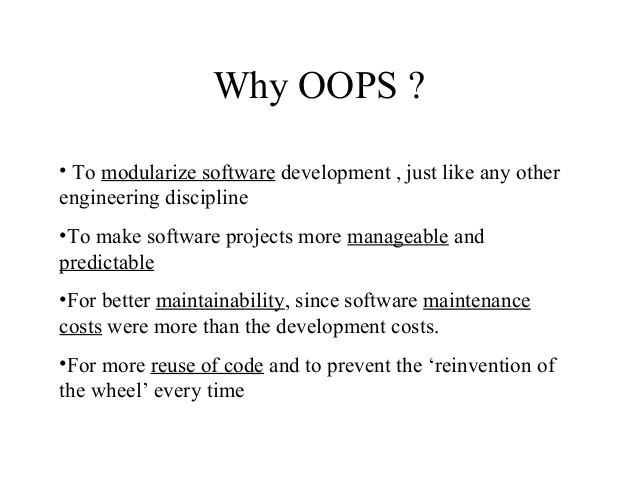 Why OOPS ?
• To modularize software development , just like any other
engineering discipline
•To make software projects more manageable and
predictable
•For better maintainability, since software maintenance
costs were more than the development costs.
•For more reuse of code and to prevent the ‘reinvention of
the wheel’ every time